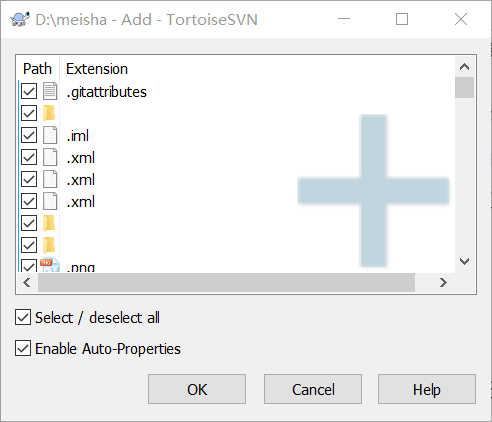 D:\meisha - Add - TortoiseSVN
Path Extension
.gitattributes
.iml
.xml
.xml
.xml
.png
Select / deselect all
Enable Auto-Properties
OK Cancel Help